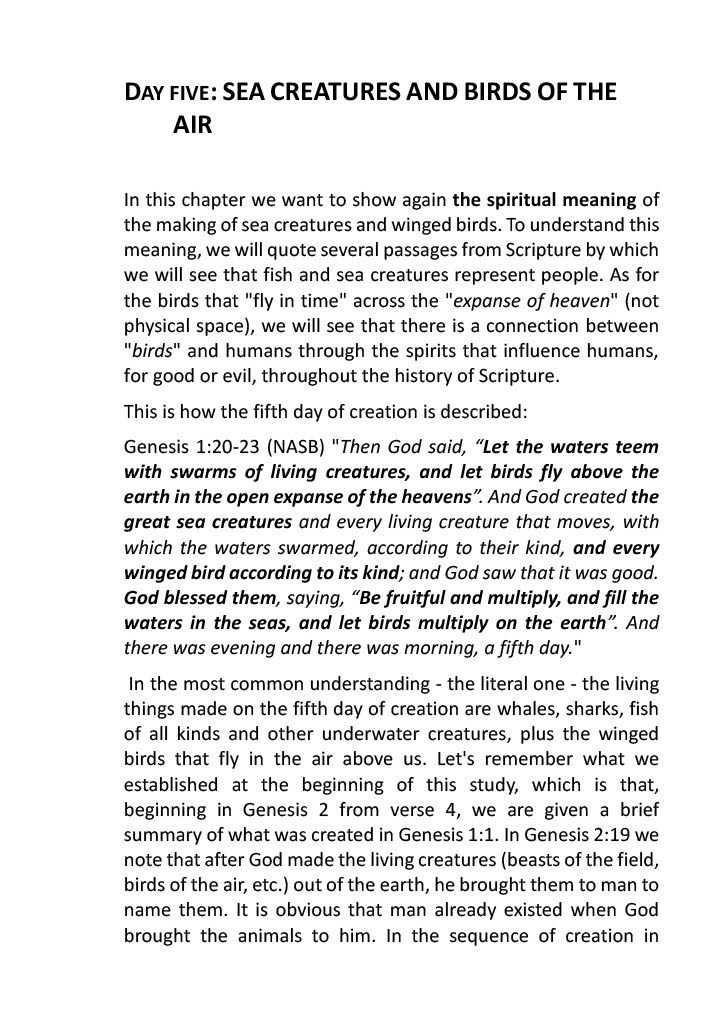 DAY FIVE: SEA CREATURES AND BIRDS OF THE
AIR
In this chapter we want to show again the spiritual meaning of
the making of sea creatures and winged birds. To understand this
meaning, we will quote several passages from Scripture by which
we will see that fish and sea creatures represent people. As for
the birds that "fly in time" across the "expanse of heaven" (not
physical space), we will see that there is a connection between
"birds" and humans through the spirits that influence humans,
for good or evil, throughout the history of Scripture.
This is how the fifth day of creation is described:
Genesis 1:20-23 (NASB) "Then God said, “Let the waters teem
with swarms of living creatures, and let birds fly above the
earth in the open expanse of the heavens”. And God created the
great sea creatures and every living creature that moves, with
which the waters swarmed, according to their kind, and every
winged bird according to its kind; and God saw that it was good.
God blessed them, saying, “Be fruitful and multiply, and fill the
waters in the seas, and let birds multiply on the earth”. And
there was evening and there was morning, a fifth day."
In the most common understanding - the literal one - the living
things made on the fifth day of creation are whales, sharks, fish
of all kinds and other underwater creatures, plus the winged
birds that fly in the air above us. Let's remember what we
established at the beginning of this study, which is that,
beginning in Genesis 2 from verse 4, we are given a brief
summary of what was created in Genesis 1:1. In Genesis 2:19 we
note that after God made the living creatures (beasts of the field,
birds of the air, etc.) out of the earth, he brought them to man to
name them. It is obvious that man already existed when God
brought the animals to him. In the sequence of creation in